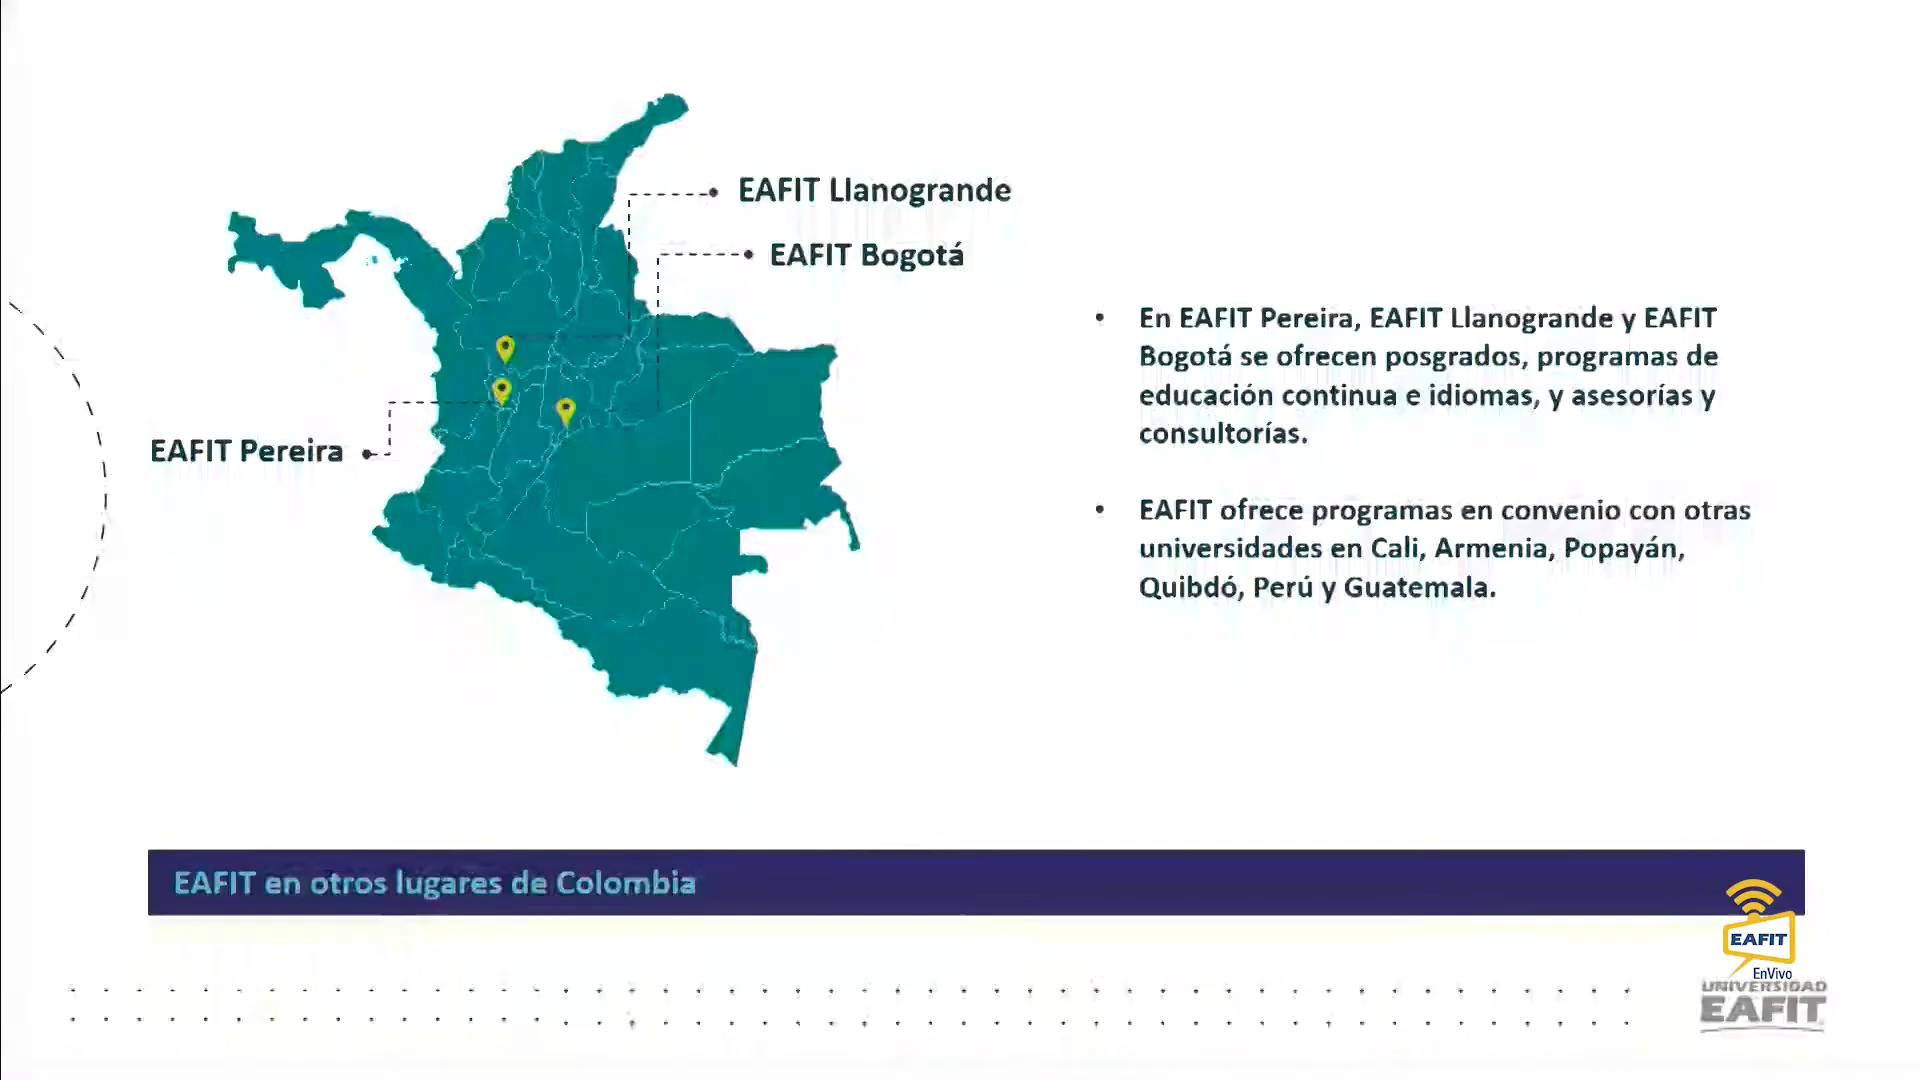 EAFIT Llanogrande
EAFIT Bogotá
EAFIT Pereira
• En EAFIT Pereira, EAFIT Llanogrande y EAFIT
Bogotá se ofrecen posgrados, programas de
educación continua e idiomas, y asesorías y
consultorías.
• EAFIT ofrece programas en convenio con otras
universidades en Cali, Armenia, Popayán,
Quibdó, Perú y Guatemala.
EAFIT en otros lugares de Colombia
EAFIT
EnVivo
UNIVERSIDAD
EAFIT